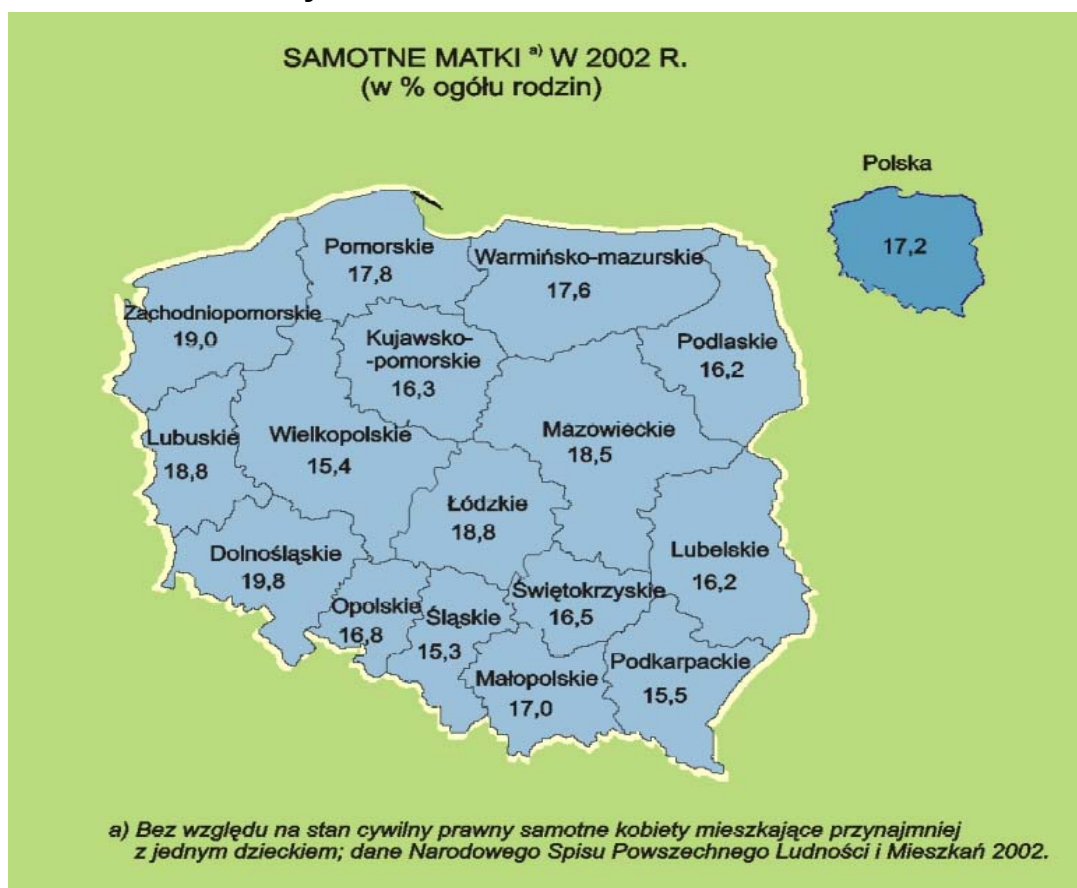 SAMOTNE MATKI a) W 2002 R.
(w % ogółu rodzin)
Polska
17,2
Pomorskie
17,8
Warmińsko-mazurskie
17,6
Zachodniopomorskie
19,0
Kujawsko-
-pomorskie
16,3
Podlaskie
16,2
Lubuskie
18,8
Wielkopolskie
15,4
Mazowieckie
18,5
Łódzkie
18,8
Dolnośląskie
19,8
Lubelskie
16,2
Opolskie
16,8
Śląskie
15,3
Świętokrzyskie
16,5
Małopolskie
17,0
Podkarpackie
15,5
a) Bez względu na stan cywilny prawny samotne kobiety mieszkające przynajmniej
z jednym dzieckiem; dane Narodowego Spisu Powszechnego Ludności i Mieszkań 2002.